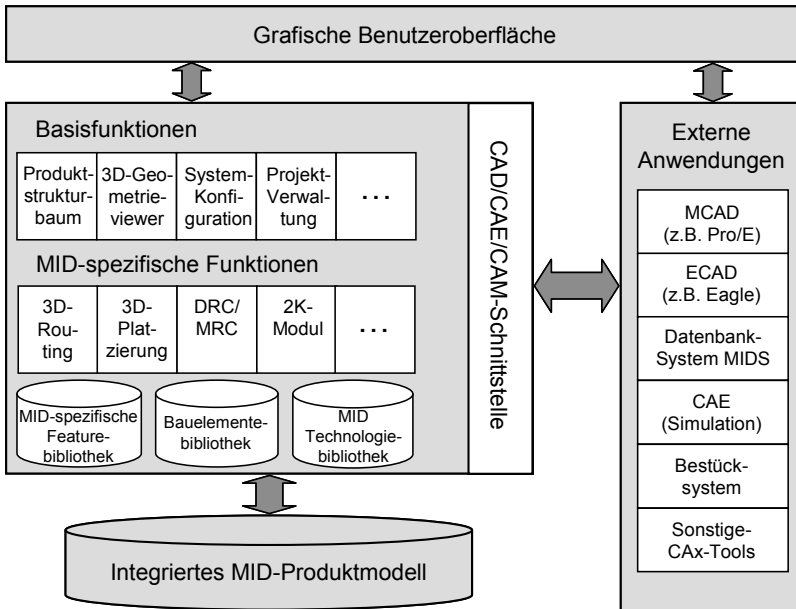 Grafische Benutzeroberfläche
Basisfunktionen
Produkt-
struktur-
baum
3D-Geo-
metrie-
viewer
System-
Konfi-
guration
Projekt-
Verwal-
tung
...
MID-spezifische Funktionen
3D-
Rou-
ting
3D-
Plat-
zierung
DRC/
MRC
2K-
Modul
...
MID-spezifische
Feature-
bibliothek
Bauelemente-
bibliothek
MID
Technologie-
bibliothek
CAD/CAE/CAM-Schnittstelle
Externe
Anwendungen
MCAD
(z.B. Pro/E)
ECAD
(z.B. Eagle)
Datenbank-
System MIDS
CAE
(Simulation)
Bestück-
system
Sonstige-
CAx-Tools
Integriertes MID-Produktmodell